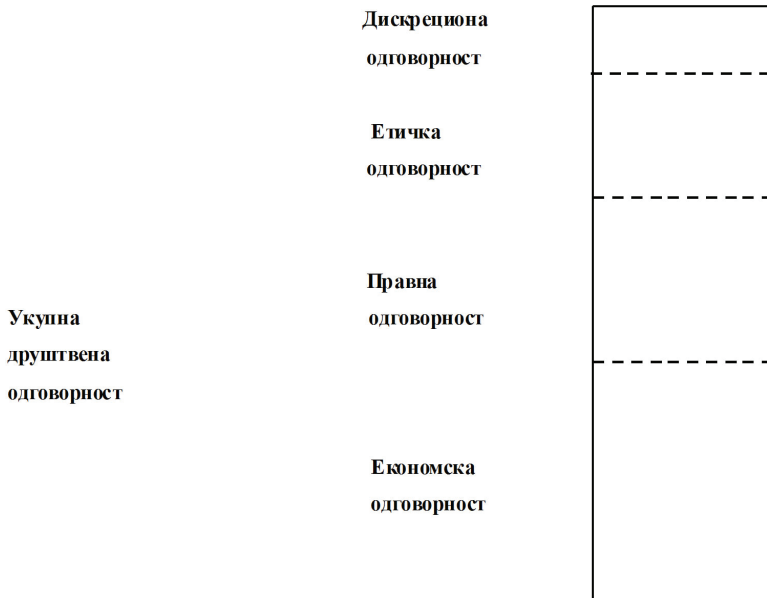 Дискрециона
одговорност
Етичка
одговорност
Правна
одговорност
Укупна
друштвена
одговорност
Економска
одговорност